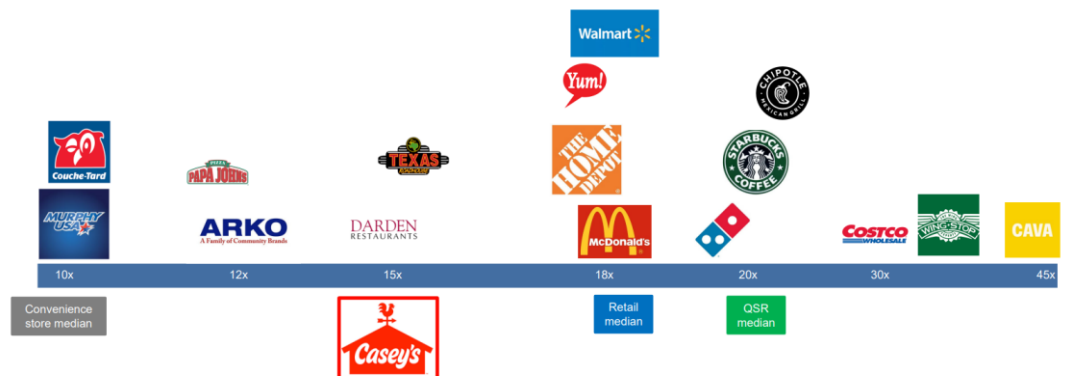 Walmart
Yum!
CHIPOTLE
MEXICAN GRILL
Couche-Tard
PIZZA
PAPA JOHNS
TEXAS
THE
HOME
DEPOT
STARBUCKS
COFFEE
MURPHY
USA
ARKO
A Family of Community Brands
DARDEN
RESTAURANTS
McDonald's
COSTCO
WHOLESALE
WING STOP
CAVA
10x
12x
15x
18x
20x
30x
45x
Convenience
store median
Casey's
Retail
median
QSR
median